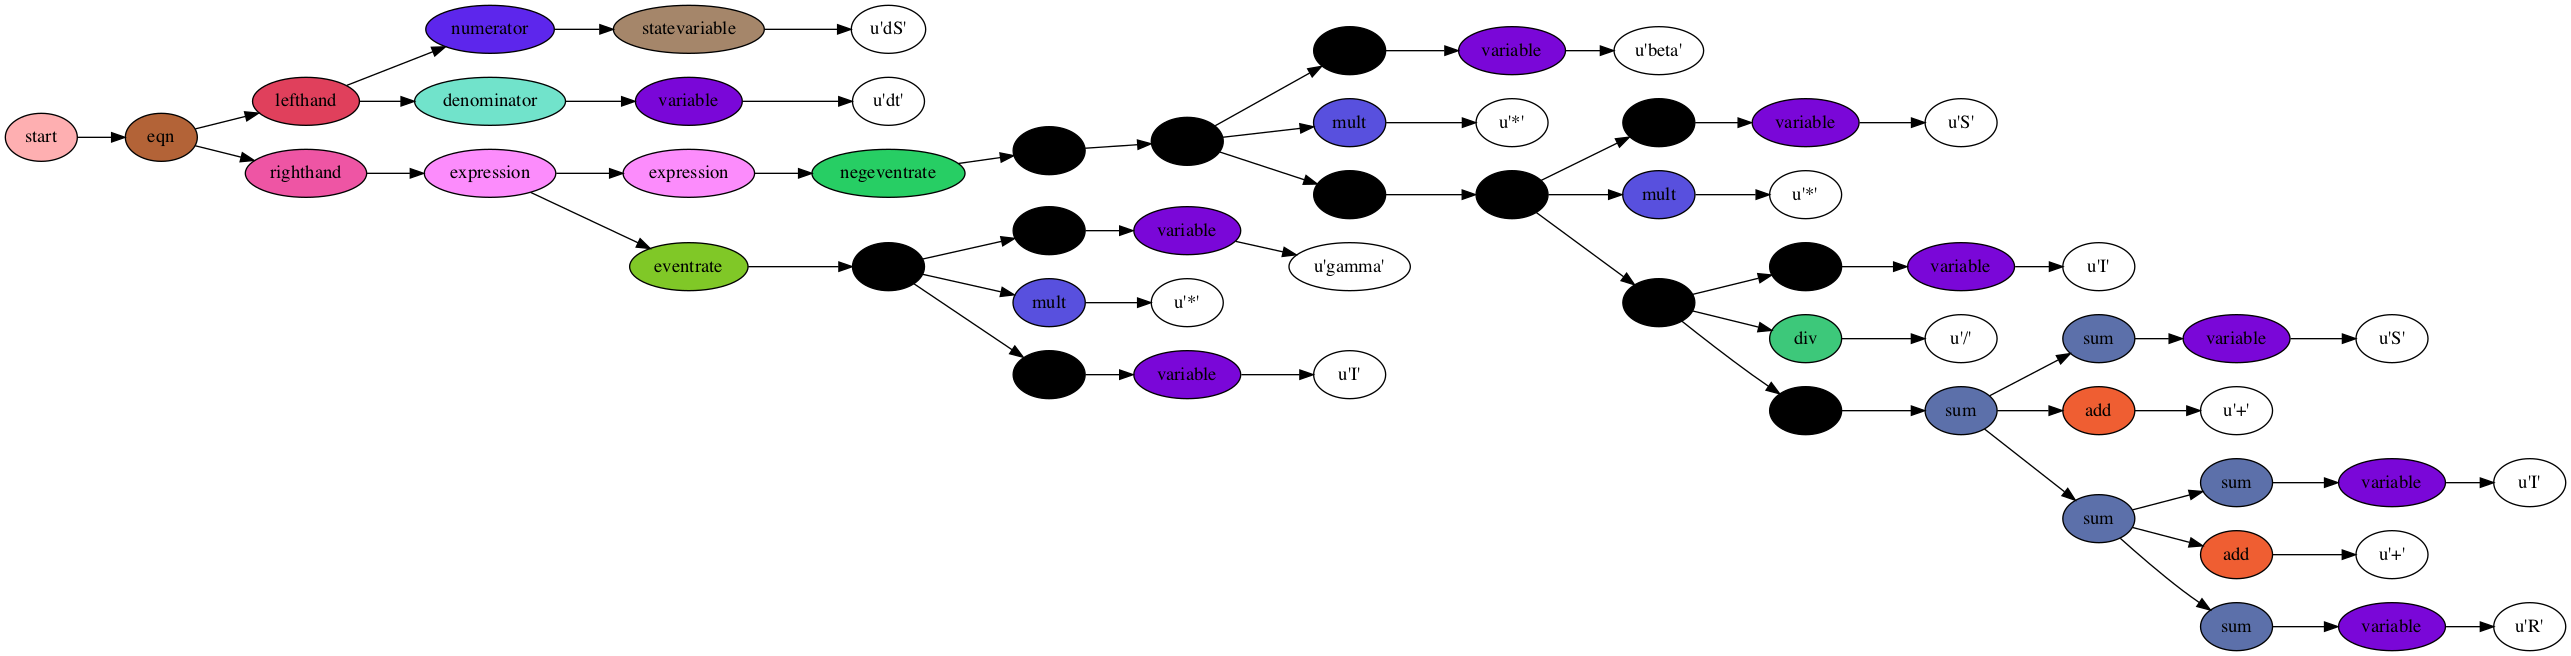 start
eqn
lefthand
numerator
statevariable
u'dS'
denominator
variable
u'dt'
righthand
expression
expression
negeventrate
variable
u'beta'
mult
u'*'
variable
u'S'
mult
u'*'
variable
u'I'
div
u'/'
sum
sum
variable
u'S'
add
u'+'
sum
sum
variable
u'I'
add
u'+'
sum
variable
u'R'
eventrate
variable
u'gamma'
mult
u'*'
variable
u'I'